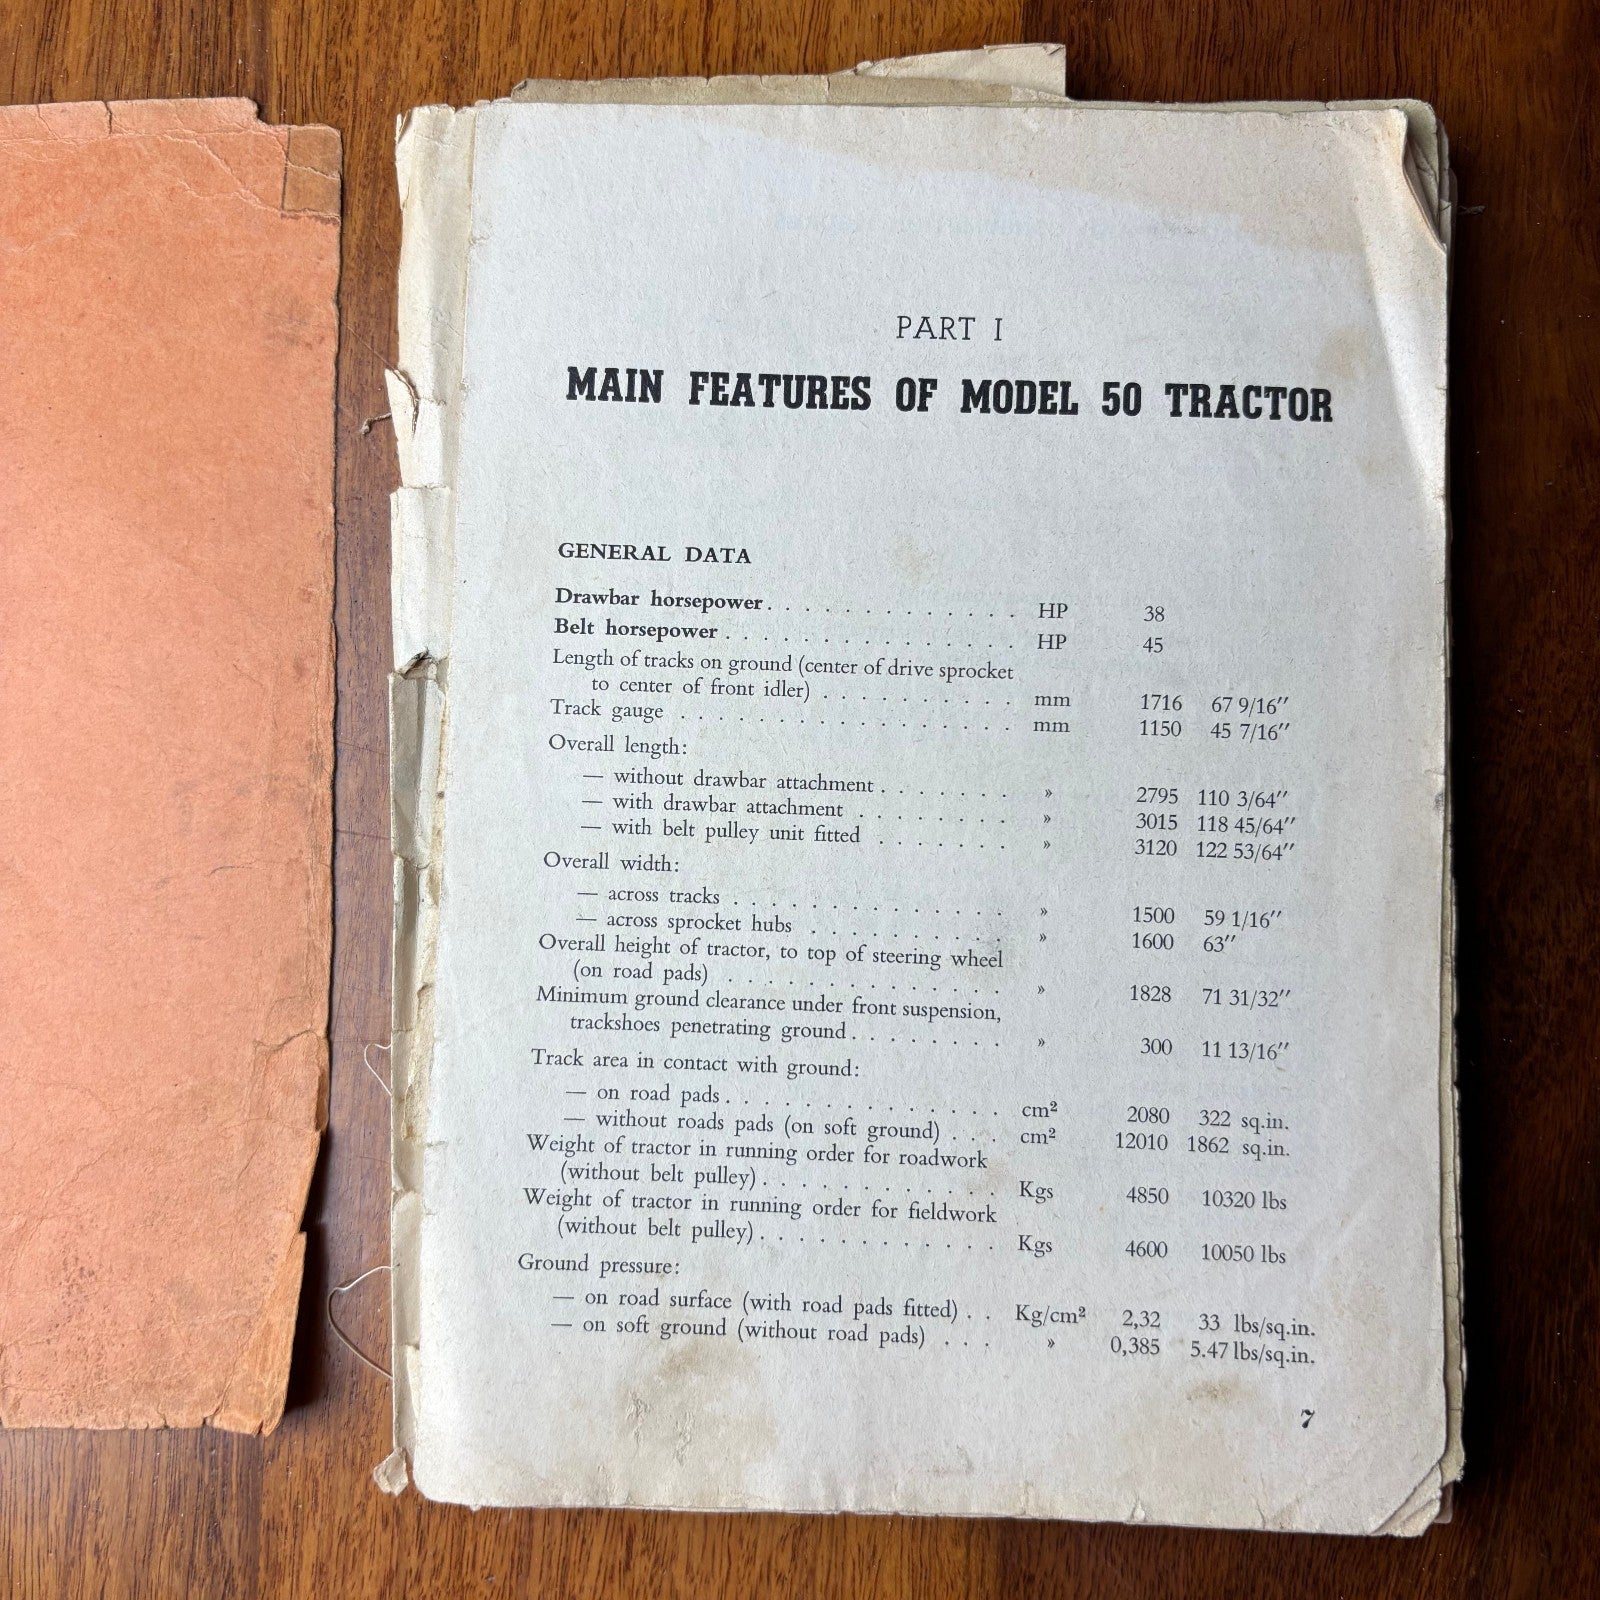 PART I
MAIN FEATURES OF MODEL 50 TRACTOR
GENERAL DATA
Drawbar horsepower . . . . . . . . . . . . . HP 38
Belt horsepower . . . . . . . . . . . . . . . HP 45
Length of tracks on ground (center of drive sprocket
to center of front idler) . . . . . . . . . . mm 1716 67 9/16″
Track gauge . . . . . . . . . . . . . . . . . mm 1150 45 7/16″
Overall length:
— without drawbar attachment . . . . . . . » 2795 110 3/64″
— with drawbar attachment . . . . . . . . » 3015 118 45/64″
— with belt pulley unit fitted . . . . . . . » 3120 122 53/64″
Overall width:
— across tracks . . . . . . . . . . . . . . » 1500 59 1/16″
— across sprocket hubs . . . . . . . . . . » 1600 63″
Overall height of tractor, to top of steering wheel
(on road pads) . . . . . . . . . . . . . . » 1828 71 31/32″
Minimum ground clearance under front suspension,
trackshoes penetrating ground . . . . . . . . » 300 11 13/16″
Track area in contact with ground:
— on road pads . . . . . . . . . . . . . . cm² 2080 322 sq.in.
— without roads pads (on soft ground) . . . cm² 12010 1862 sq.in.
Weight of tractor in running order for roadwork
(without belt pulley) . . . . . . . . . . . . Kgs 4850 10320 lbs
Weight of tractor in running order for fieldwork
(without belt pulley) . . . . . . . . . . . . Kgs 4600 10050 lbs
Ground pressure:
— on road surface (with road pads fitted) . . Kg/cm² 2,32 33 lbs/sq.in.
— on soft ground (without road pads) . . . » 0,385 5.47 lbs/sq.in.
7